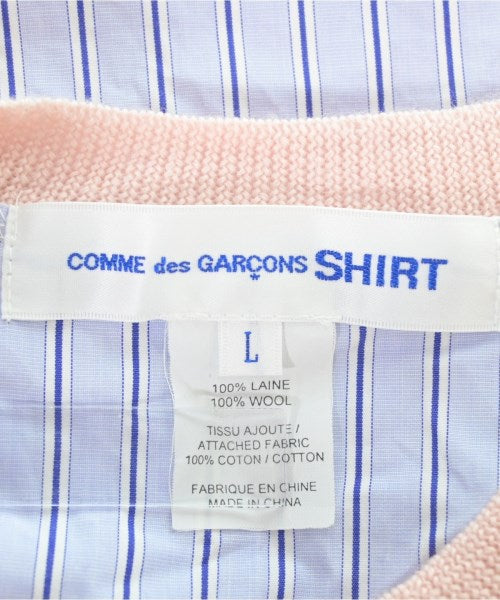 COMME des GARÇONS SHIRT
L
100% LAINE
100% WOOL
TISSU AJOUTE /
ATTACHED FABRIC
100% COTON / COTTON
FABRIQUE EN CHINE
MADE IN CHINA